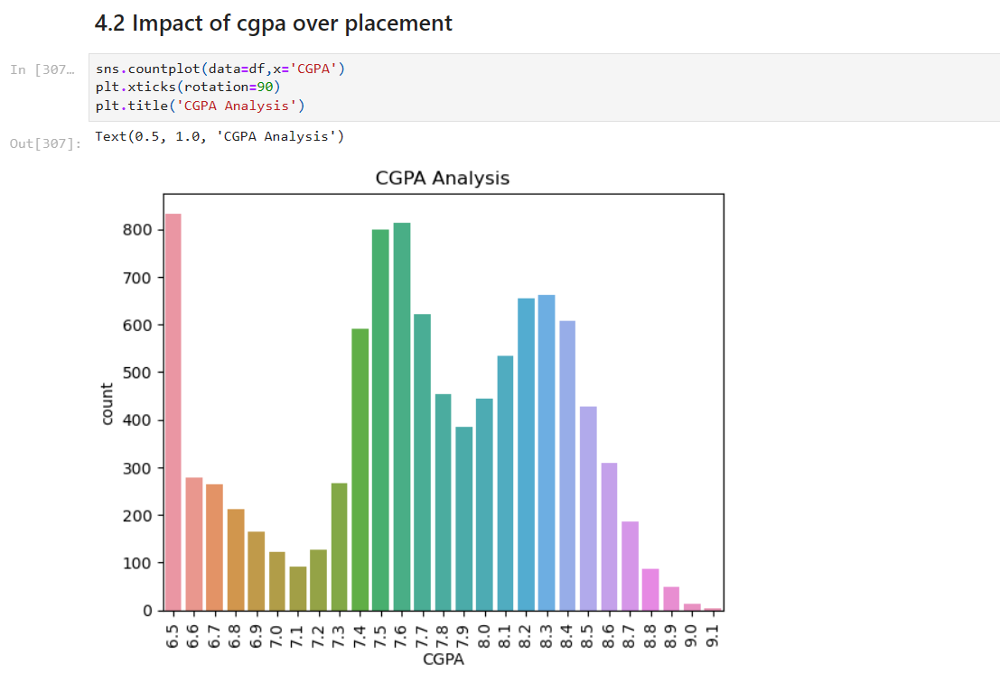 4.2 Impact of cgpa over placement
In [307…
sns.countplot(data=df,x='CGPA')
plt.xticks(rotation=90)
plt.title('CGPA Analysis')
Out[307]:
Text(0.5, 1.0, 'CGPA Analysis')
CGPA Analysis
800
700
600
500
400
300
200
100
0
count
6.5 6.6 6.7 6.8 6.9 7.0 7.1 7.2 7.3 7.4 7.5 7.6 7.7 7.8 7.9 8.0 8.1 8.2 8.3 8.4 8.5 8.6 8.7 8.8 8.9 9.0 9.1
CGPA